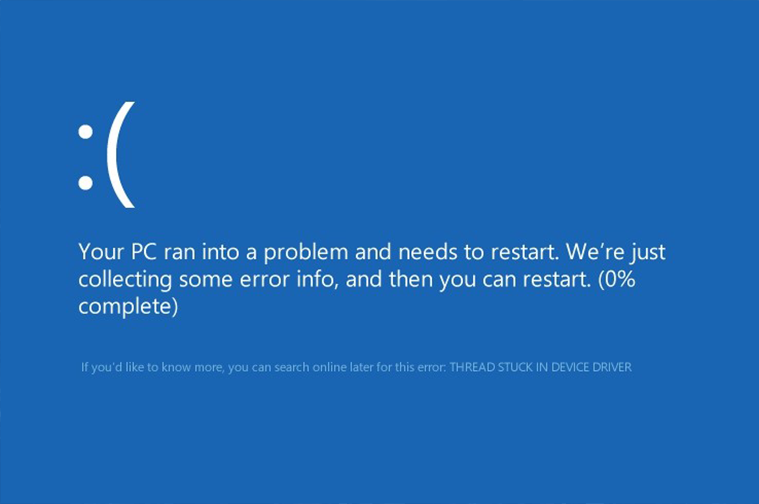 :(
Your PC ran into a problem and needs to restart. We’re just
collecting some error info, and then you can restart. (0%
complete)
If you’d like to know more, you can search online later for this error: THREAD STUCK IN DEVICE DRIVER